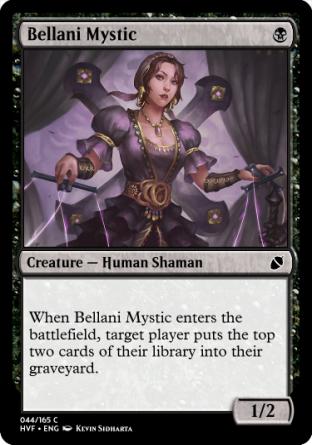 Bellani Mystic
Creature — Human Shaman
When Bellani Mystic enters the
battlefield, target player puts the top
two cards of their library into their
graveyard.
1/2
044/165 C
HVF • ENG Kevin Sidharta